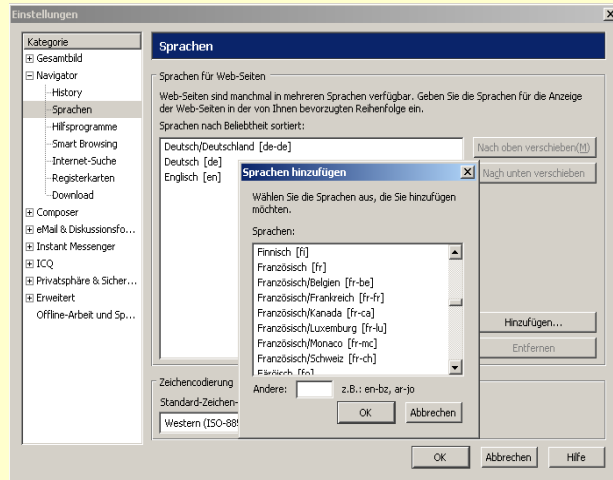 Einstellungen
Kategorie
Gesamtbild
Navigator
History
Sprachen
Hilfsprogramme
Smart Browsing
Internet-Suche
Registerkarten
Download
Composer
eMail & Diskussionsfo...
Instant Messenger
ICQ
Privatsphäre & Sicher...
Erweitert
Offline-Arbeit und Sp...
Sprachen
Sprachen für Web-Seiten
Web-Seiten sind manchmal in mehreren Sprachen verfügbar. Geben Sie die Sprachen für die Anzeige
der Web-Seiten in der von Ihnen bevorzugten Reihenfolge ein.
Sprachen nach Beliebtheit sortiert:
Deutsch/Deutschland [de-de]
Deutsch [de]
Englisch [en]
Nach oben verschieben(M)
Nach unten verschieben
Hinzufügen...
Entfernen
Sprachen hinzufügen
Wählen Sie die Sprachen aus, die Sie hinzufügen
möchten.
Sprachen:
Finnisch [fi]
Französisch [fr]
Französisch/Belgien [fr-be]
Französisch/Frankreich [fr-fr]
Französisch/Kanada [fr-ca]
Französisch/Luxemburg [fr-lu]
Französisch/Monaco [fr-mc]
Französisch/Schweiz [fr-ch]
Färöisch [fo]
Andere: z.B.: en-bz, ar-jo
OK Abbrechen
Zeichencodierung
Standard-Zeichen-
Western (ISO-885
OK Abbrechen Hilfe